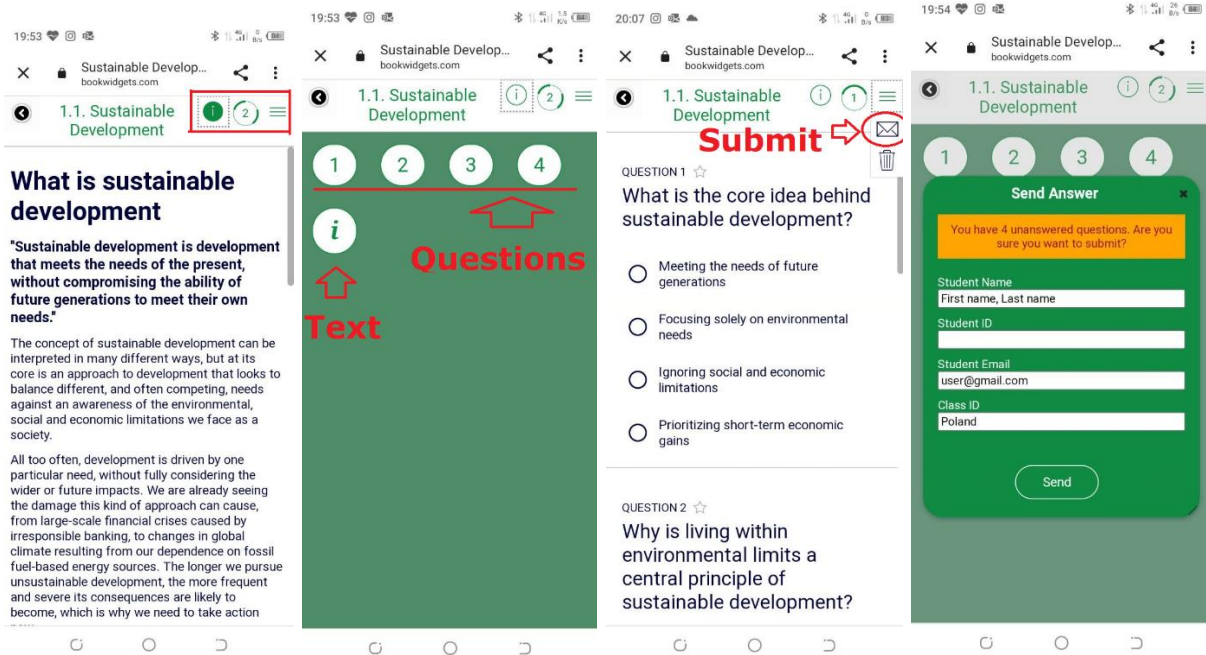 19:53
4G
0
B/s
Sustainable Develop...
bookwidgets.com
1.1. Sustainable
Development
i
2
What is sustainable
development
"Sustainable development is development
that meets the needs of the present,
without compromising the ability of
future generations to meet their own
needs."
The concept of sustainable development can be
interpreted in many different ways, but at its
core is an approach to development that looks to
balance different, and often competing, needs
against an awareness of the environmental,
social and economic limitations we face as a
society.
All too often, development is driven by one
particular need, without fully considering the
wider or future impacts. We are already seeing
the damage this kind of approach can cause,
from large-scale financial crises caused by
irresponsible banking, to changes in global
climate resulting from our dependence on fossil
fuel-based energy sources. The longer we pursue
unsustainable development, the more frequent
and severe its consequences are likely to
become, which is why we need to take action
19:53
4G
1.5
K/s
Sustainable Develop...
bookwidgets.com
1.1. Sustainable
Development
i
2
1 2 3 4
i
Questions
Text
20:07
4G
0
B/s
Sustainable Develop...
bookwidgets.com
1.1. Sustainable
Development
i
1
Submit
QUESTION 1
What is the core idea behind
sustainable development?
Meeting the needs of future
generations
Focusing solely on environmental
needs
Ignoring social and economic
limitations
Prioritizing short-term economic
gains
QUESTION 2
Why is living within
environmental limits a
central principle of
sustainable development?
19:54
4G
26
B/s
Sustainable Develop...
bookwidgets.com
1.1. Sustainable
Development
i
2
1 2 3 4
Send Answer
You have 4 unanswered questions. Are you
sure you want to submit?
Student Name
First name, Last name
Student ID
Student Email
user@gmail.com
Class ID
Poland
Send